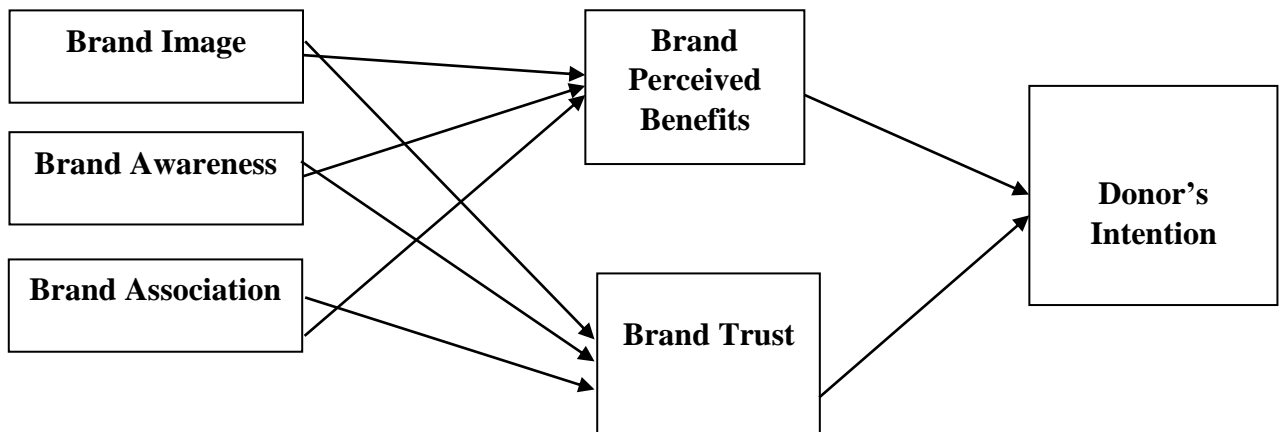 Brand Image
Brand Awareness
Brand Association
Brand
Perceived
Benefits
Brand Trust
Donor’s
Intention